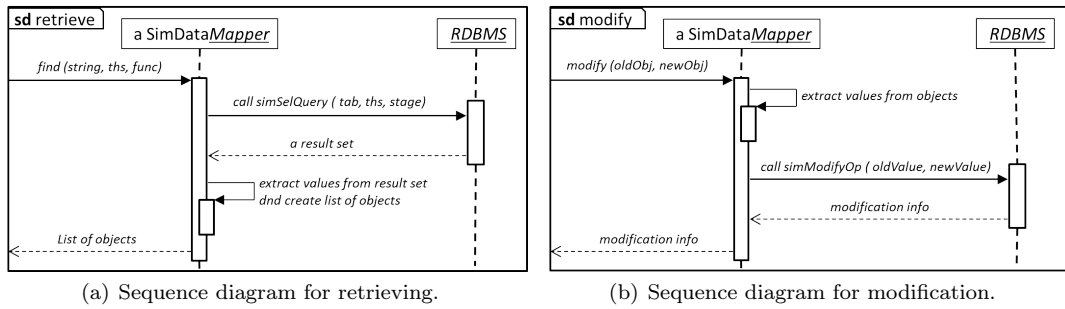 sd retrieve
a SimDataMapper
RDBMS
find (string, ths, func)
call simSelQuery ( tab, ths, stage)
a result set
extract values from result set
dnd create list of objects
List of objects
(a) Sequence diagram for retrieving.
sd modify
a SimDataMapper
RDBMS
modify (oldObj, newObj)
extract values from objects
call simModifyOp ( oldValue, newValue)
modification info
modification info
(b) Sequence diagram for modification.